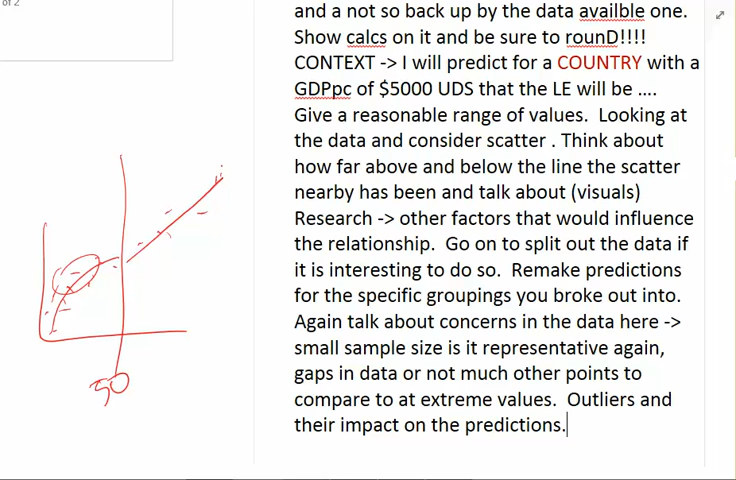 of 2
and a not so back up by the data availble one.
Show calcs on it and be sure to rounD!!!!
CONTEXT -> I will predict for a COUNTRY with a
GDPpc of $5000 UDS that the LE will be ....
Give a reasonable range of values.  Looking at
the data and consider scatter . Think about
how far above and below the line the scatter
nearby has been and talk about (visuals)
Research -> other factors that would influence
the relationship.  Go on to split out the data if
it is interesting to do so.  Remake predictions
for the specific groupings you broke out into.
Again talk about concerns in the data here ->
small sample size is it representative again,
gaps in data or not much other points to
compare to at extreme values.  Outliers and
their impact on the predictions.
50